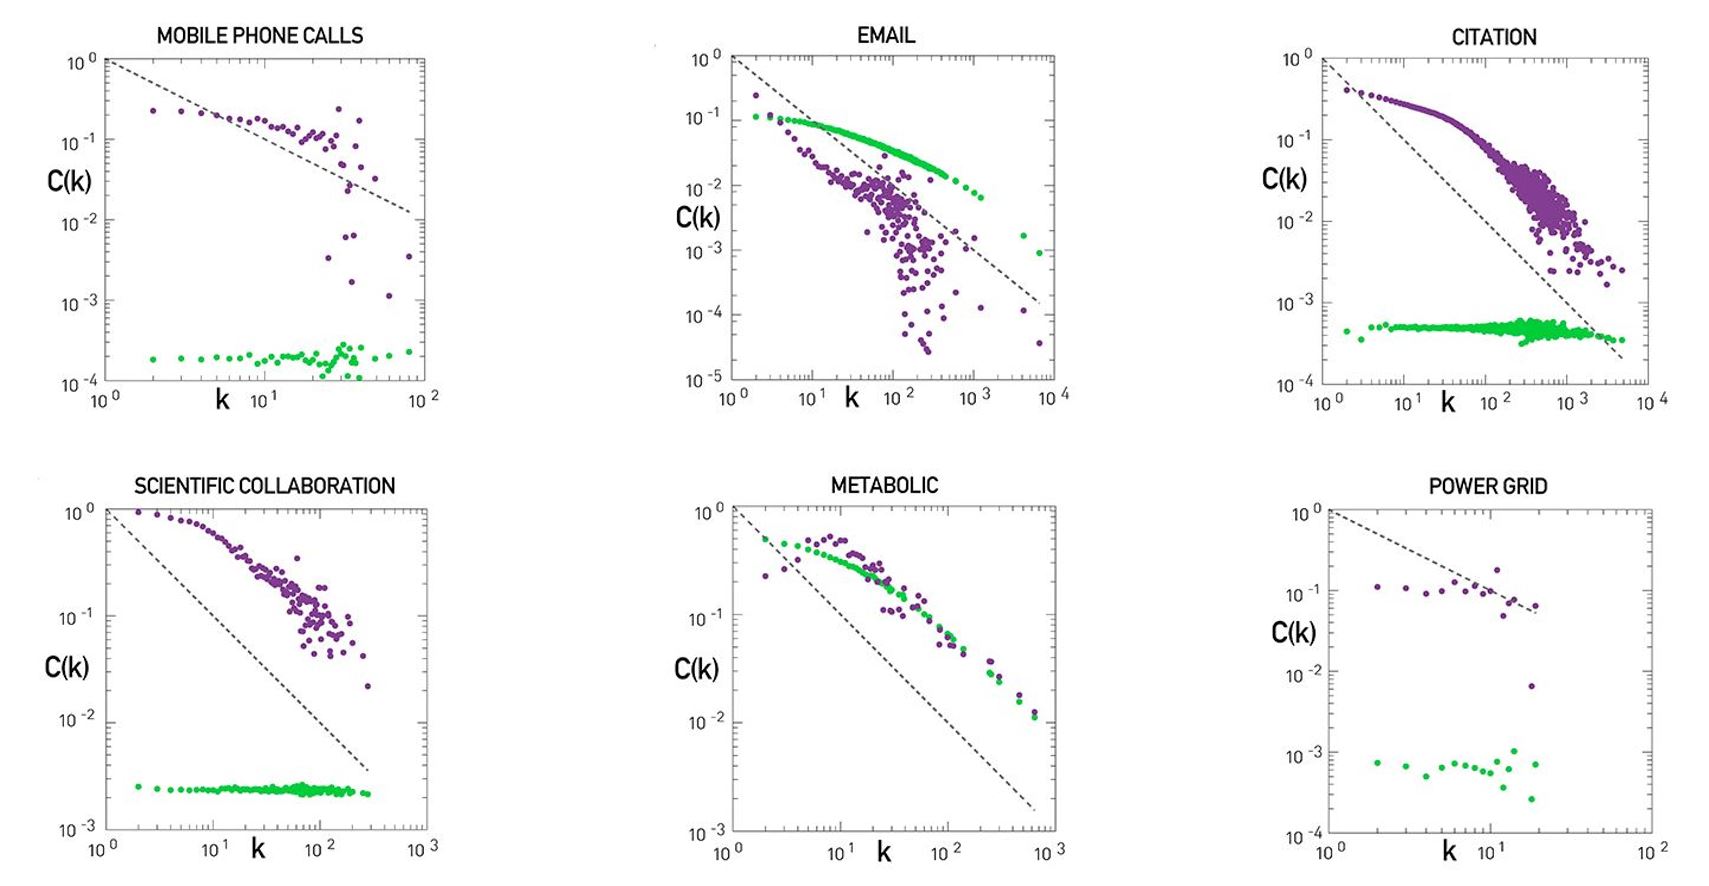 MOBILE PHONE CALLS
10^0
10^-1
C(k)
10^-2
10^-3
10^-4
10^0 k 10^1 10^2
EMAIL
10^0
10^-1
10^-2
C(k)
10^-3
10^-4
10^-5
10^0 10^1 k 10^2 10^3 10^4
CITATION
10^0
10^-1
C(k)
10^-2
10^-3
10^-4
10^0 10^1 k 10^2 10^3 10^4
SCIENTIFIC COLLABORATION
10^0
10^-1
C(k)
10^-2
10^-3
10^0 10^1 k 10^2 10^3
METABOLIC
10^0
10^-1
C(k)
10^-2
10^-3
10^0 10^1 k 10^2 10^3
POWER GRID
10^0
10^-1
C(k)
10^-2
10^-3
10^-4
10^0 k 10^1 10^2